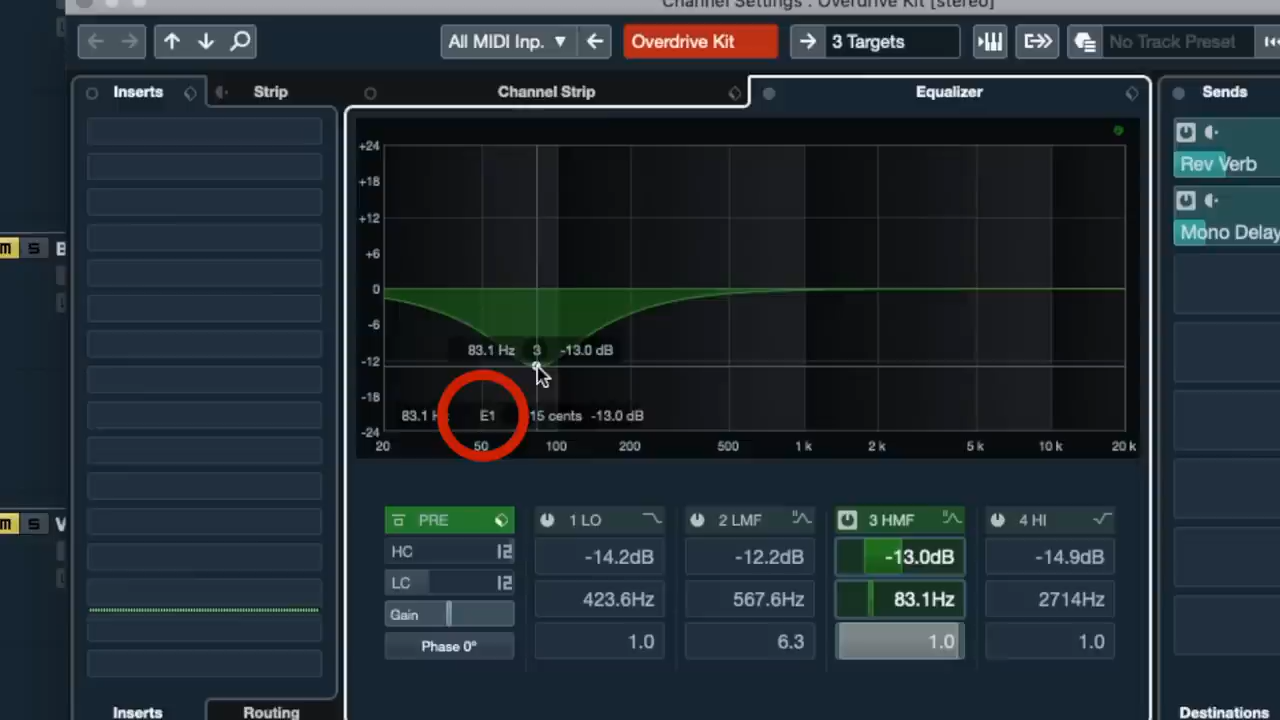 Channel Settings : Overdrive Kit [stereo]
All MIDI Inp. Overdrive Kit 3 Targets No Track Preset
Inserts Strip Channel Strip Equalizer Sends
+24
+18
+12
+6
0
-6
-12
-18
-24
83.1 Hz 3 -13.0 dB
83.1 H E1 15 cents -13.0 dB
20 50 100 200 500 1 k 2 k 5 k 10 k 20 k
Rev Verb
Mono Delay
m S B
m S V
PRE 1 LO 2 LMF 3 HMF 4 HI
HC 12 -14.2dB -12.2dB -13.0dB -14.9dB
LC 12 423.6Hz 567.6Hz 83.1Hz 2714Hz
Gain 1.0 6.3 1.0 1.0
Phase 0°
Inserts Routing Destinations